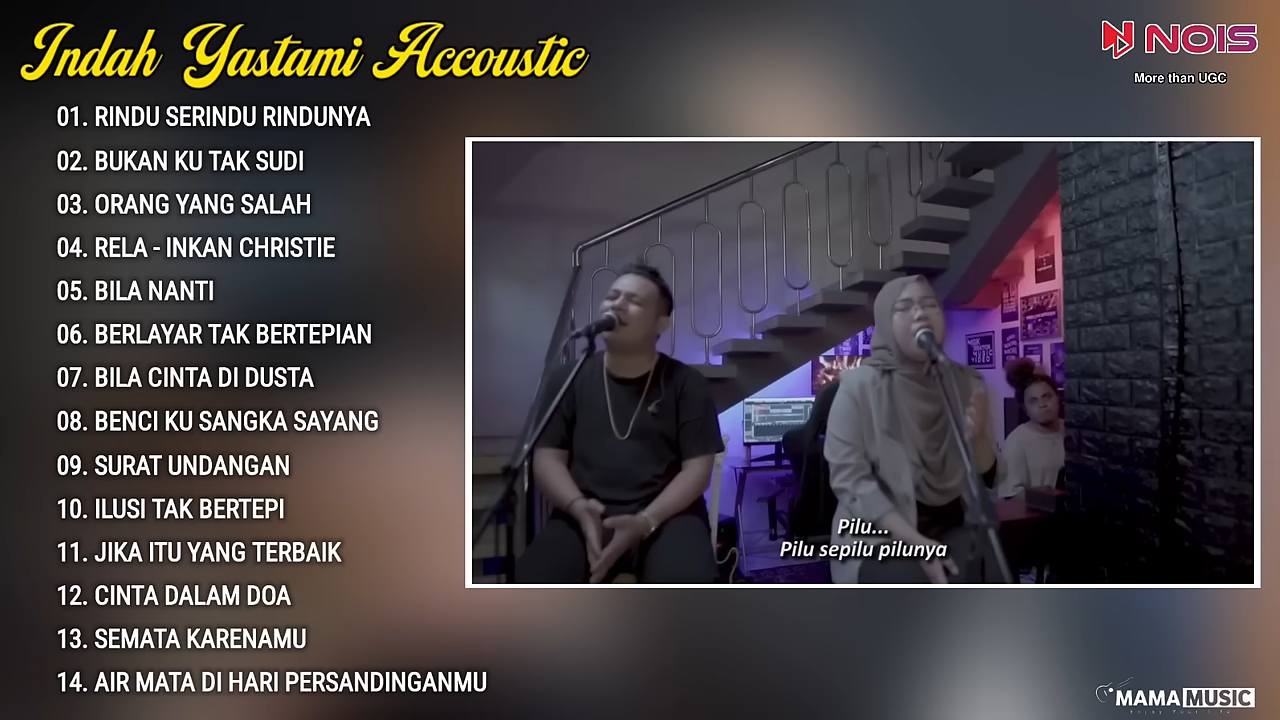 Indah Yastami Accoustic
NOIS
More than UGC
01. RINDU SERINDU RINDUNYA
02. BUKAN KU TAK SUDI
03. ORANG YANG SALAH
04. RELA - INKAN CHRISTIE
05. BILA NANTI
06. BERLAYAR TAK BERTEPIAN
07. BILA CINTA DI DUSTA
08. BENCI KU SANGKA SAYANG
09. SURAT UNDANGAN
10. ILUSI TAK BERTEPI
11. JIKA ITU YANG TERBAIK
12. CINTA DALAM DOA
13. SEMATA KARENAMU
14. AIR MATA DI HARI PERSANDINGANMU
Pilu...
Pilu sepilu pilunya
MAMA MUSIC